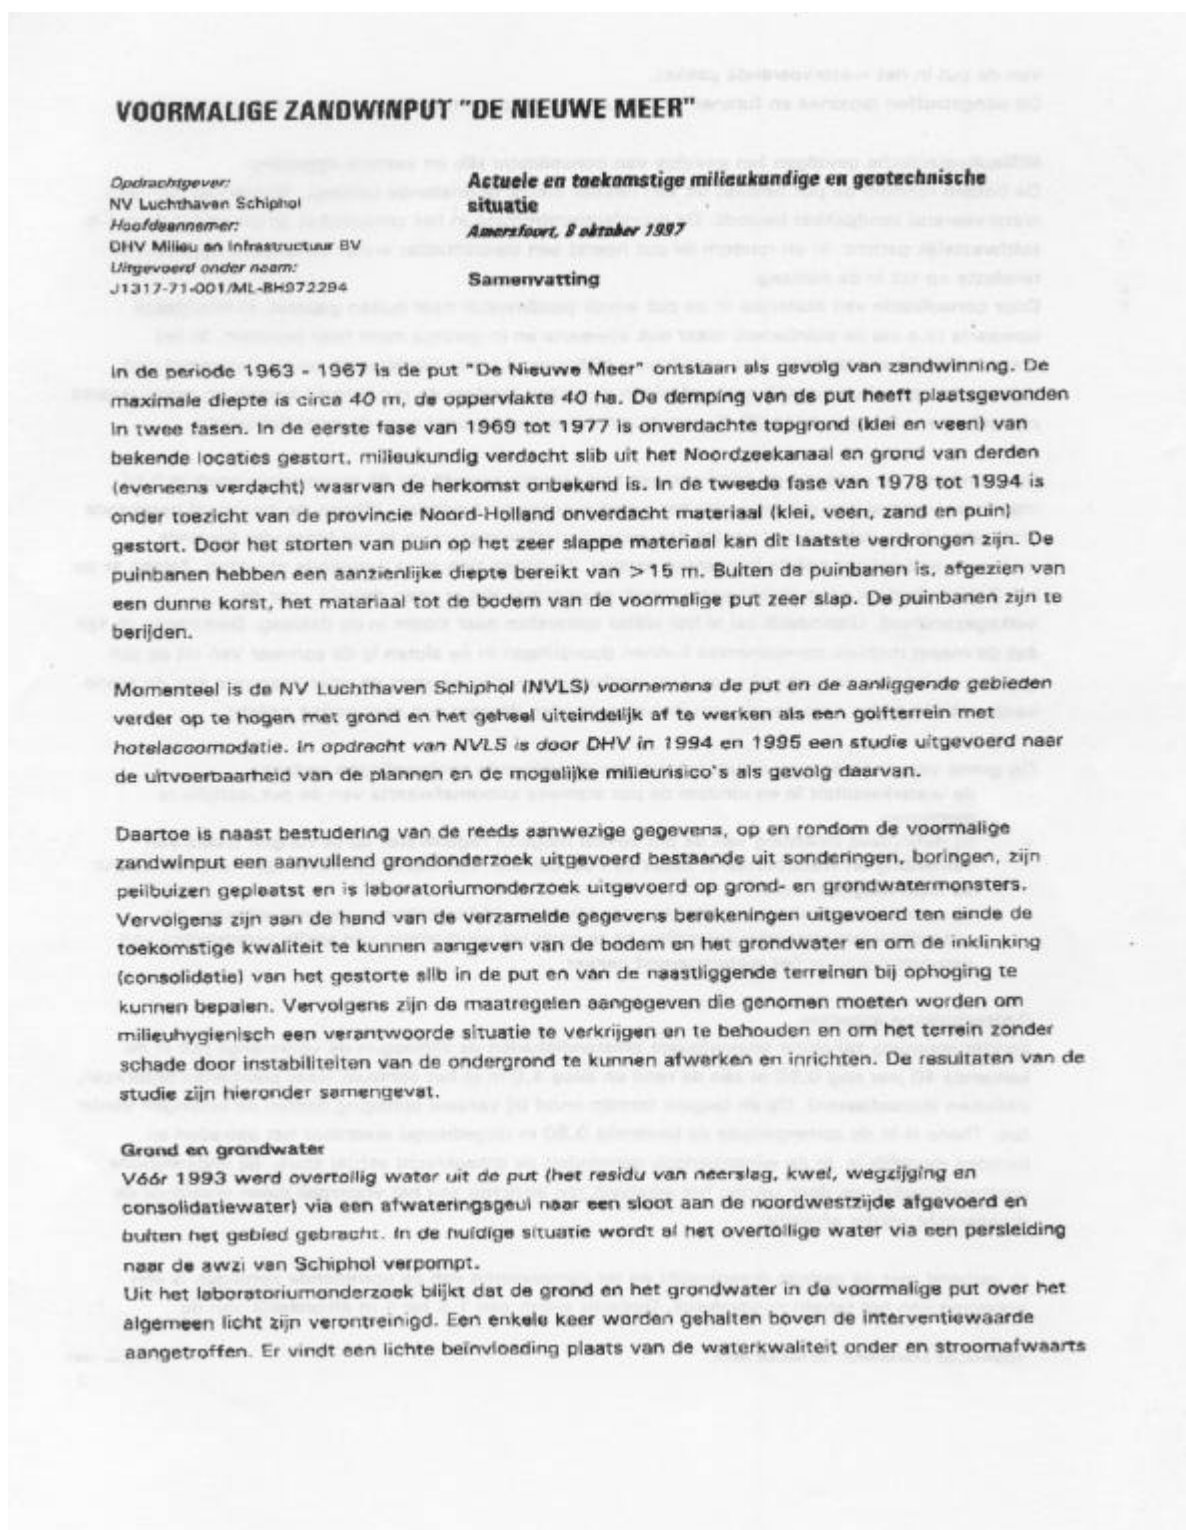 VOORMALIGE ZANDWINPUT "DE NIEUWE MEER"
Opdrachtgever:
NV Luchthaven Schiphol
Hoofdaannemer:
DHV Milieu en Infrastructuur BV
Uitgevoerd onder naam:
J1317-71-001/ML-BH972294
Actuele en toekomstige milieukundige en geotechnische
situatie
Amersfoort, 8 oktober 1997
Samenvatting
In de periode 1963 - 1967 is de put "De Nieuwe Meer" ontstaan als gevolg van zandwinning. De
maximale diepte is circa 40 m, de oppervlakte 40 ha. De demping van de put heeft plaatsgevonden
in twee fasen. In de eerste fase van 1969 tot 1977 is onverdachte topgrond (klei en veen) van
bekende locaties gestort, milieukundig verdacht slib uit het Noordzeekanaal en grond van derden
(eveneens verdacht) waarvan de herkomst onbekend is. In de tweede fase van 1978 tot 1994 is
onder toezicht van de provincie Noord-Holland onverdacht materiaal (klei, veen, zand en puin)
gestort. Door het storten van puin op het zeer slappe materiaal kan dit laatste verdrongen zijn. De
puinbanen hebben een aanzienlijke diepte bereikt van > 15 m. Buiten de puinbanen is, afgezien van
een dunne korst, het materiaal tot de bodem van de voormalige put zeer slap. De puinbanen zijn te
berijden.
Momenteel is de NV Luchthaven Schiphol (NVLS) voornemens de put en de aanliggende gebieden
verder op te hogen met grond en het geheel uiteindelijk af te werken als een golfterrein met
hotelaccomodatie. In opdracht van NVLS is door DHV in 1994 en 1995 een studie uitgevoerd naar
de uitvoerbaarheid van de plannen en de mogelijke milieurisico's als gevolg daarvan.
Daartoe is naast bestudering van de reeds aanwezige gegevens, op en rondom de voormalige
zandwinput een aanvullend grondonderzoek uitgevoerd bestaande uit sonderingen, boringen, zijn
peilbuizen geplaatst en is laboratoriumonderzoek uitgevoerd op grond- en grondwatermonsters.
Vervolgens zijn aan de hand van de verzamelde gegevens berekeningen uitgevoerd ten einde de
toekomstige kwaliteit te kunnen aangeven van de bodem en het grondwater en om de inklinking
(consolidatie) van het gestorte slib in de put en van de naastliggende terreinen bij ophoging te
kunnen bepalen. Vervolgens zijn de maatregelen aangegeven die genomen moeten worden om
milieuhygienisch een verantwoorde situatie te verkrijgen en te behouden en om het terrein zonder
schade door instabiliteiten van de ondergrond te kunnen afwerken en inrichten. De resultaten van de
studie zijn hieronder samengevat.
Grond en grondwater
Vóór 1993 werd overtollig water uit de put (het residu van neerslag, kwel, wegzijging en
consolidatiewater) via een afwateringsgeul naar een sloot aan de noordwestzijde afgevoerd en
buiten het gebied gebracht. In de huidige situatie wordt al het overtollige water via een persleiding
naar de awzi van Schiphol verpompt.
Uit het laboratoriumonderzoek blijkt dat de grond en het grondwater in de voormalige put over het
algemeen licht zijn verontreinigd. Een enkele keer worden gehalten boven de interventiewaarde
aangetroffen. Er vindt een lichte beïnvloeding plaats van de waterkwaliteit onder en stroomafwaarts